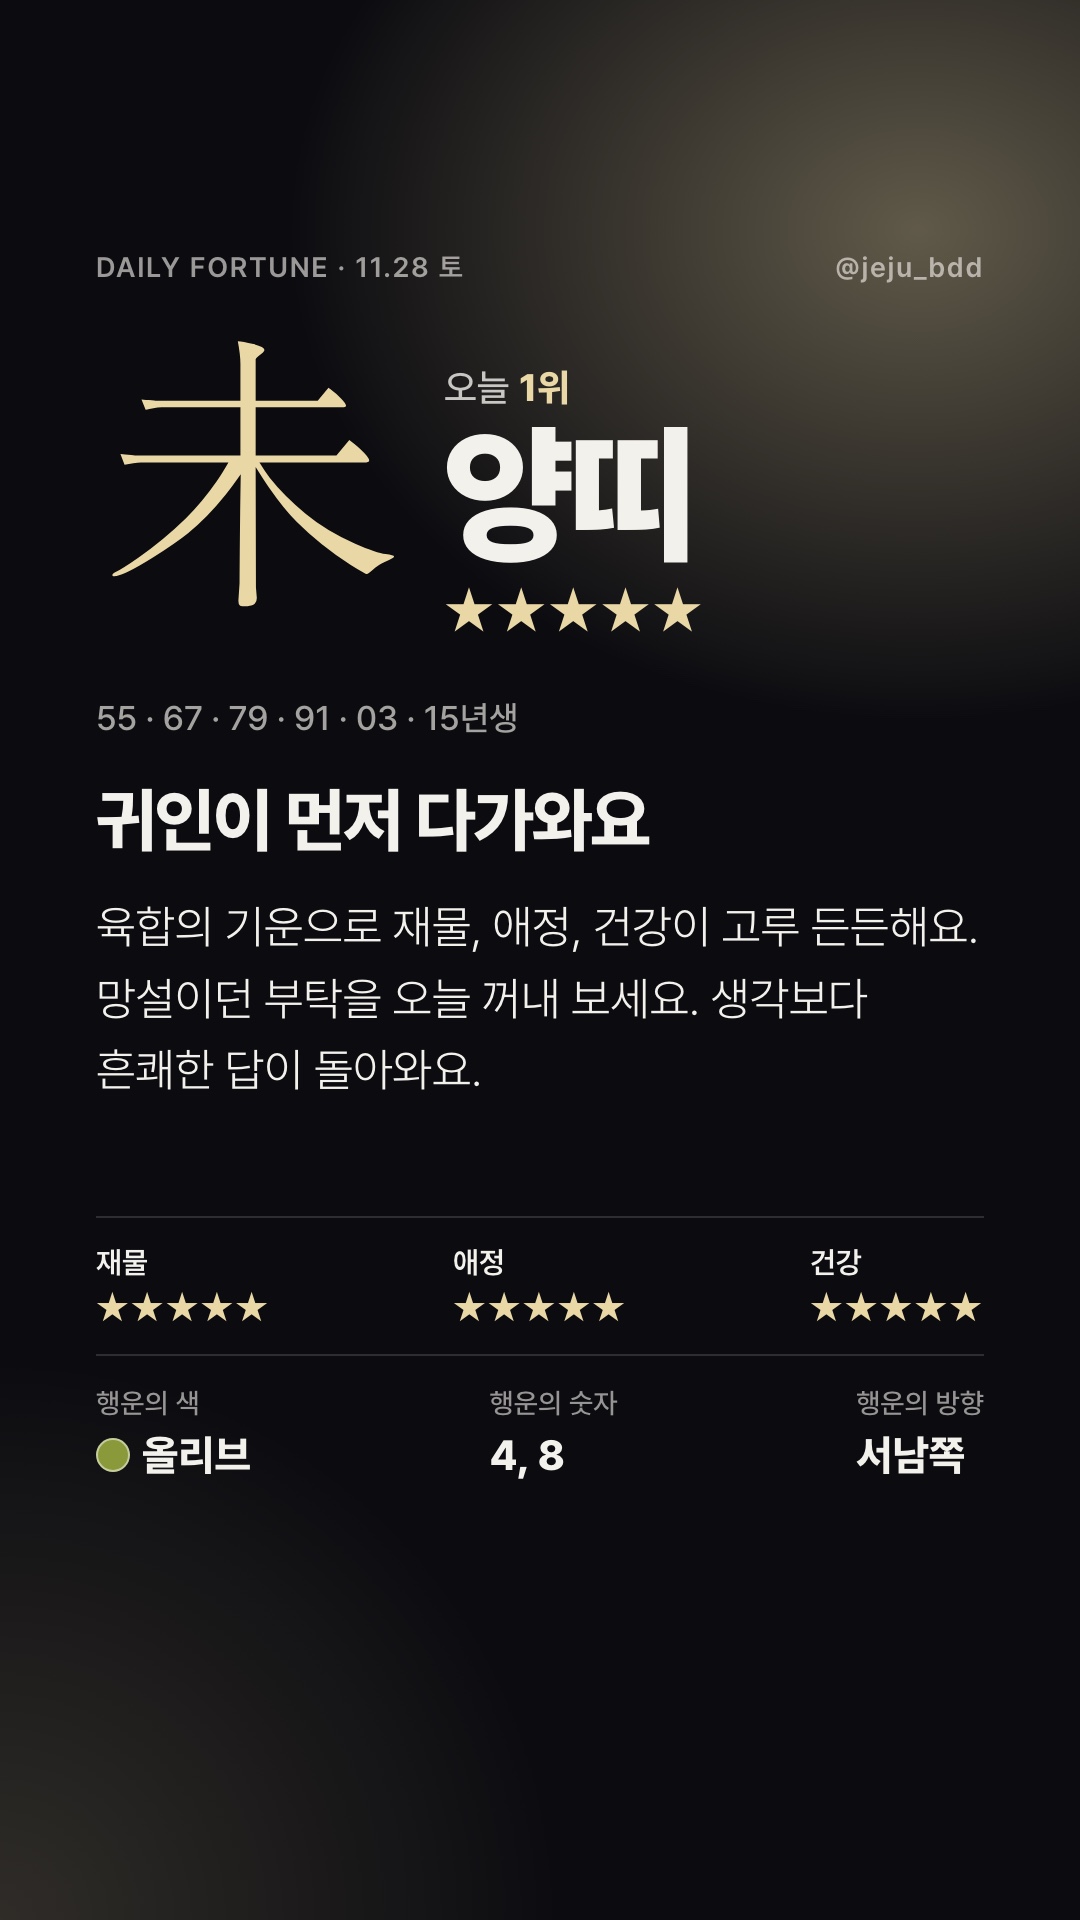 DAILY FORTUNE · 11.28 토
@jeju_bdd
未
오늘 1위
양띠
★★★★★
55 · 67 · 79 · 91 · 03 · 15년생
귀인이 먼저 다가와요
육합의 기운으로 재물, 애정, 건강이 고루 든든해요.
망설이던 부탁을 오늘 꺼내 보세요. 생각보다
흔쾌한 답이 돌아와요.
재물 애정 건강
★★★★★ ★★★★★ ★★★★★
행운의 색 행운의 숫자 행운의 방향
올리브 4, 8 서남쪽